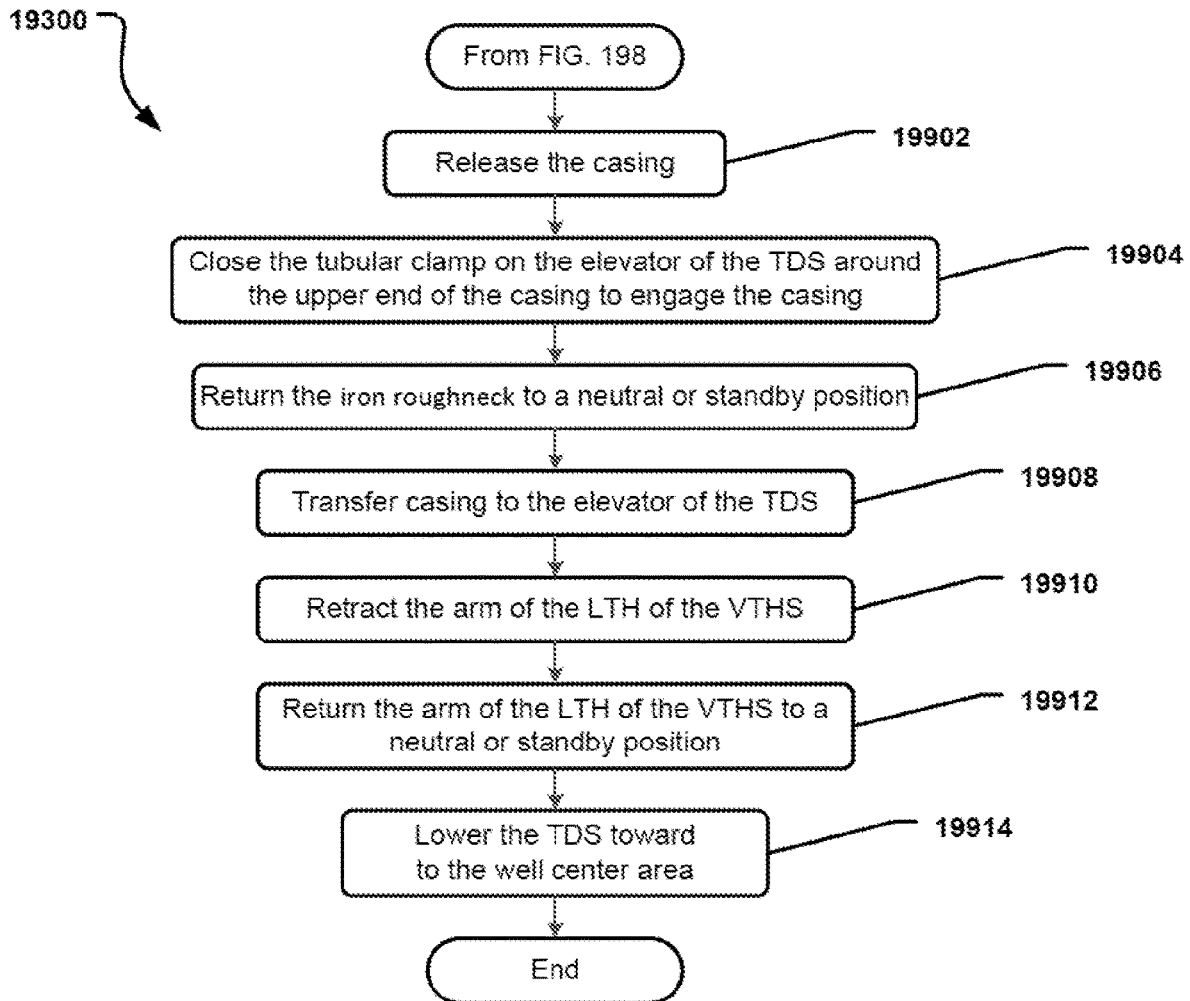 19300
From FIG. 198
19902
Release the casing
19904
Close the tubular clamp on the elevator of the TDS around
the upper end of the casing to engage the casing
19906
Return the iron roughneck to a neutral or standby position
19908
Transfer casing to the elevator of the TDS
19910
Retract the arm of the LTH of the VTHS
19912
Return the arm of the LTH of the VTHS to a
neutral or standby position
19914
Lower the TDS toward
to the well center area
End